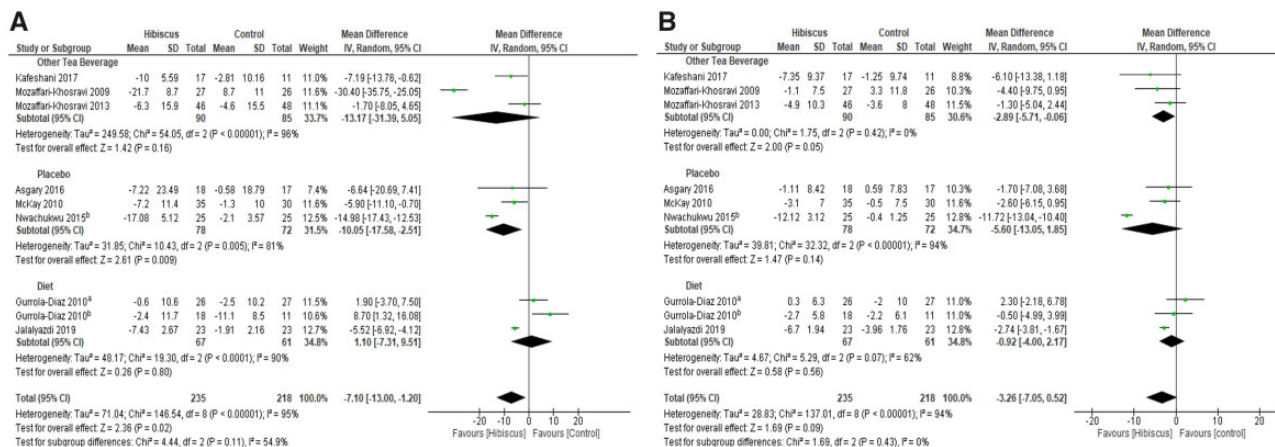 A
Hibiscus Control Mean Difference Mean Difference
Study or Subgroup Mean SD Total Mean SD Total Weight IV, Random, 95% CI IV, Random, 95% CI
Other Tea Beverage
Kafeshani 2017 -10 5.59 17 -2.81 10.16 11 11.0% -7.19 [-13.76, -0.62]
Mozaffari-Khosravi 2009 -21.7 8.7 27 8.7 11 26 11.6% -30.40 [-35.75, -25.05]
Mozaffari-Khosravi 2013 -6.3 15.9 46 -4.6 15.5 48 11.1% -1.70 [-8.05, 4.65]
Subtotal (95% CI) 90 85 33.7% -13.17 [-31.39, 5.05]
Heterogeneity: Tau² = 249.58; Chi² = 54.05, df = 2 (P < 0.00001); I² = 96%
Test for overall effect: Z = 1.42 (P = 0.16)
Placebo
Asgary 2016 -7.22 23.49 18 -0.58 18.79 17 7.4% -6.64 [-20.69, 7.41]
McKay 2010 -7.2 11.4 35 -1.3 10 30 11.7% -5.90 [-11.10, -0.70]
Nwachukwu 2015b -17.08 5.12 25 -2.1 3.57 25 12.5% -14.98 [-17.43, -12.53]
Subtotal (95% CI) 78 72 31.5% -10.05 [-17.58, -2.51]
Heterogeneity: Tau² = 31.85; Chi² = 10.43, df = 2 (P = 0.005); I² = 81%
Test for overall effect: Z = 2.61 (P = 0.009)
Diet
Gurrola-Diaz 2010a -0.6 10.6 26 -2.5 10.2 27 11.5% 1.90 [-3.70, 7.50]
Gurrola-Diaz 2010b -2.4 11.7 18 -11.1 8.5 11 10.7% 8.70 [1.32, 16.08]
Jalalyazdi 2019 -7.43 2.67 23 -1.91 2.16 23 12.6% -5.52 [-6.92, -4.12]
Subtotal (95% CI) 67 61 34.8% 1.10 [-7.31, 9.51]
Heterogeneity: Tau² = 48.17; Chi² = 19.30, df = 2 (P < 0.0001); I² = 90%
Test for overall effect: Z = 0.26 (P = 0.80)
Total (95% CI) 235 218 100.0% -7.10 [-13.00, -1.20]
Heterogeneity: Tau² = 71.04; Chi² = 146.54, df = 8 (P < 0.00001); I² = 95%
Test for overall effect: Z = 2.36 (P = 0.02)
Test for subgroup differences: Chi² = 4.44, df = 2 (P = 0.11), I² = 54.9%
-20 -10 0 10 20
Favours [Hibiscus] Favours [Control]
B
Hibiscus Control Mean Difference Mean Difference
Study or Subgroup Mean SD Total Mean SD Total Weight IV, Random, 95% CI IV, Random, 95% CI
Other Tea Beverage
Kafeshani 2017 -7.35 9.37 17 -1.25 9.74 11 8.8% -6.10 [-13.38, 1.18]
Mozaffari-Khosravi 2009 -1.1 7.5 27 3.3 11.8 26 -4.40 [-9.75, 0.95]
Mozaffari-Khosravi 2013 -4.9 10.3 46 -3.6 8 48 -1.30 [-5.04, 2.44]
Subtotal (95% CI) 90 85 30.6% -2.89 [-5.71, -0.06]
Heterogeneity: Tau² = 0.00; Chi² = 1.75, df = 2 (P = 0.42); I² = 0%
Test for overall effect: Z = 2.00 (P = 0.05)
Placebo
Asgary 2016 -1.11 8.42 18 0.59 7.83 17 10.3% -1.70 [-7.08, 3.68]
McKay 2010 -3.1 7 35 -0.5 7.5 30 -2.60 [-6.15, 0.95]
Nwachukwu 2015b -12.12 3.12 25 -0.4 1.25 25 12.8% -11.72 [-13.04, -10.40]
Subtotal (95% CI) 78 72 34.7% -5.60 [-13.05, 1.85]
Heterogeneity: Tau² = 39.81; Chi² = 32.32, df = 2 (P < 0.00001); I² = 94%
Test for overall effect: Z = 1.47 (P = 0.14)
Diet
Gurrola-Diaz 2010a 0.3 6.3 26 -2 10 27 11.0% 2.30 [-2.18, 6.78]
Gurrola-Diaz 2010b -2.7 5.8 18 -2.2 6.1 11 -0.50 [-4.99, 3.99]
Jalalyazdi 2019 -6.7 1.94 23 -3.96 1.76 23 -2.74 [-3.81, -1.67]
Subtotal (95% CI) 67 61 34.8% -0.92 [-4.00, 2.17]
Heterogeneity: Tau² = 4.67; Chi² = 5.29, df = 2 (P = 0.07); I² = 62%
Test for overall effect: Z = 0.58 (P = 0.56)
Total (95% CI) 235 218 100.0% -3.26 [-7.05, 0.52]
Heterogeneity: Tau² = 28.83; Chi² = 137.01, df = 8 (P < 0.00001); I² = 94%
Test for overall effect: Z = 1.69 (P = 0.09)
Test for subgroup differences: Chi² = 1.69, df = 2 (P = 0.43), I² = 0%
-20 -10 0 10 20
Favours [Hibiscus] Favours [Control]